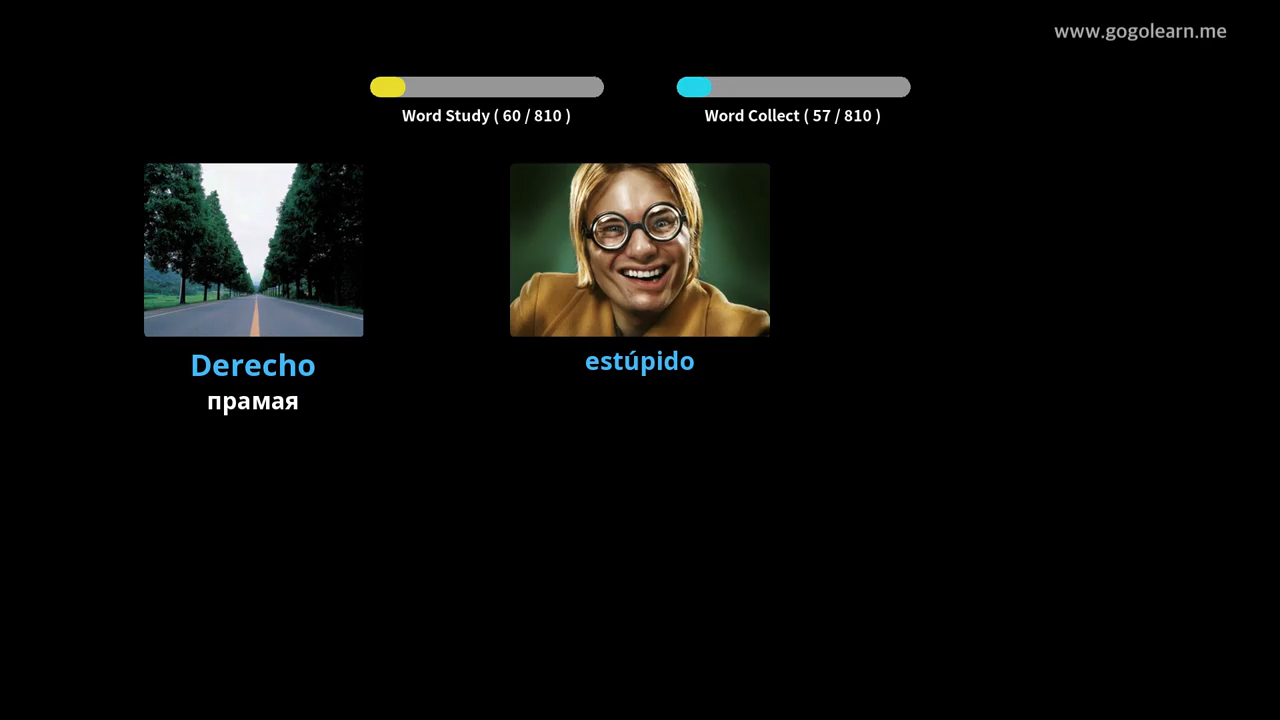 www.gogolearn.me
Word Study ( 60 / 810 )
Word Collect ( 57 / 810 )
Derecho
прамая
estúpido